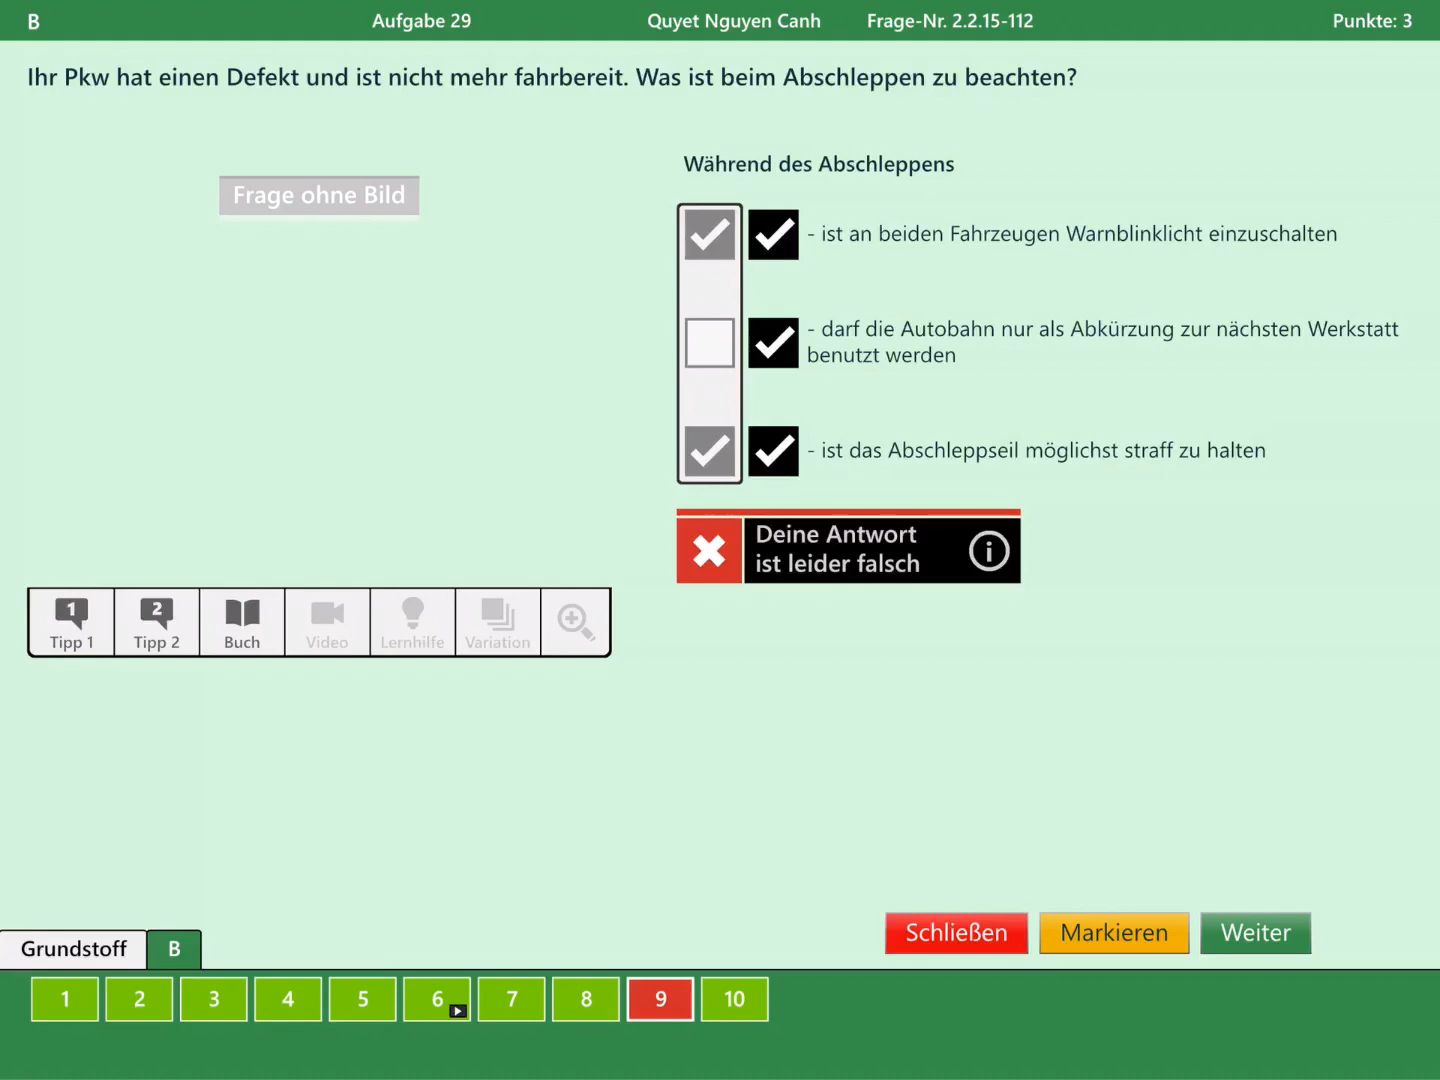 B
Aufgabe 29
Quyet Nguyen Canh
Frage-Nr. 2.2.15-112
Punkte: 3
Ihr Pkw hat einen Defekt und ist nicht mehr fahrbereit. Was ist beim Abschleppen zu beachten?
Frage ohne Bild
Während des Abschleppens
- ist an beiden Fahrzeugen Warnblinklicht einzuschalten
- darf die Autobahn nur als Abkürzung zur nächsten Werkstatt
benutzt werden
- ist das Abschleppseil möglichst straff zu halten
Deine Antwort
ist leider falsch
1
Tipp 1
2
Tipp 2
Buch
Video
Lernhilfe
Variation
Schließen
Markieren
Weiter
Grundstoff
B
1
2
3
4
5
6
7
8
9
10